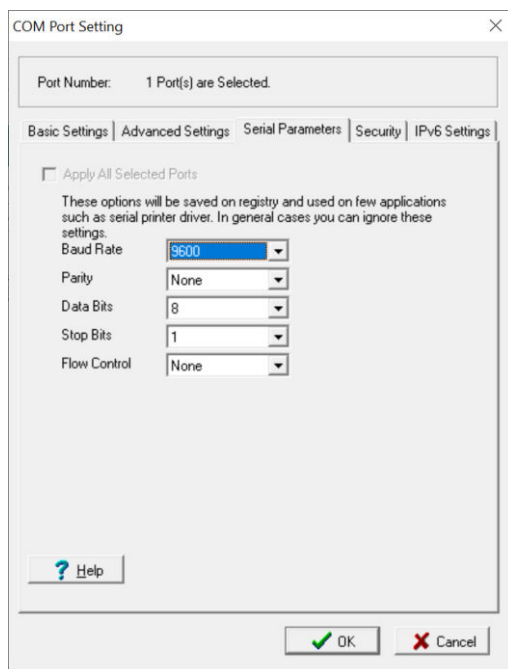 COM Port Setting
Port Number: 1 Port(s) are Selected.
Basic Settings Advanced Settings Serial Parameters Security IPv6 Settings
Apply All Selected Ports
These options will be saved on registry and used on few applications
such as serial printer driver. In general cases you can ignore these
settings.
Baud Rate 9600
Parity None
Data Bits 8
Stop Bits 1
Flow Control None
? Help
OK Cancel